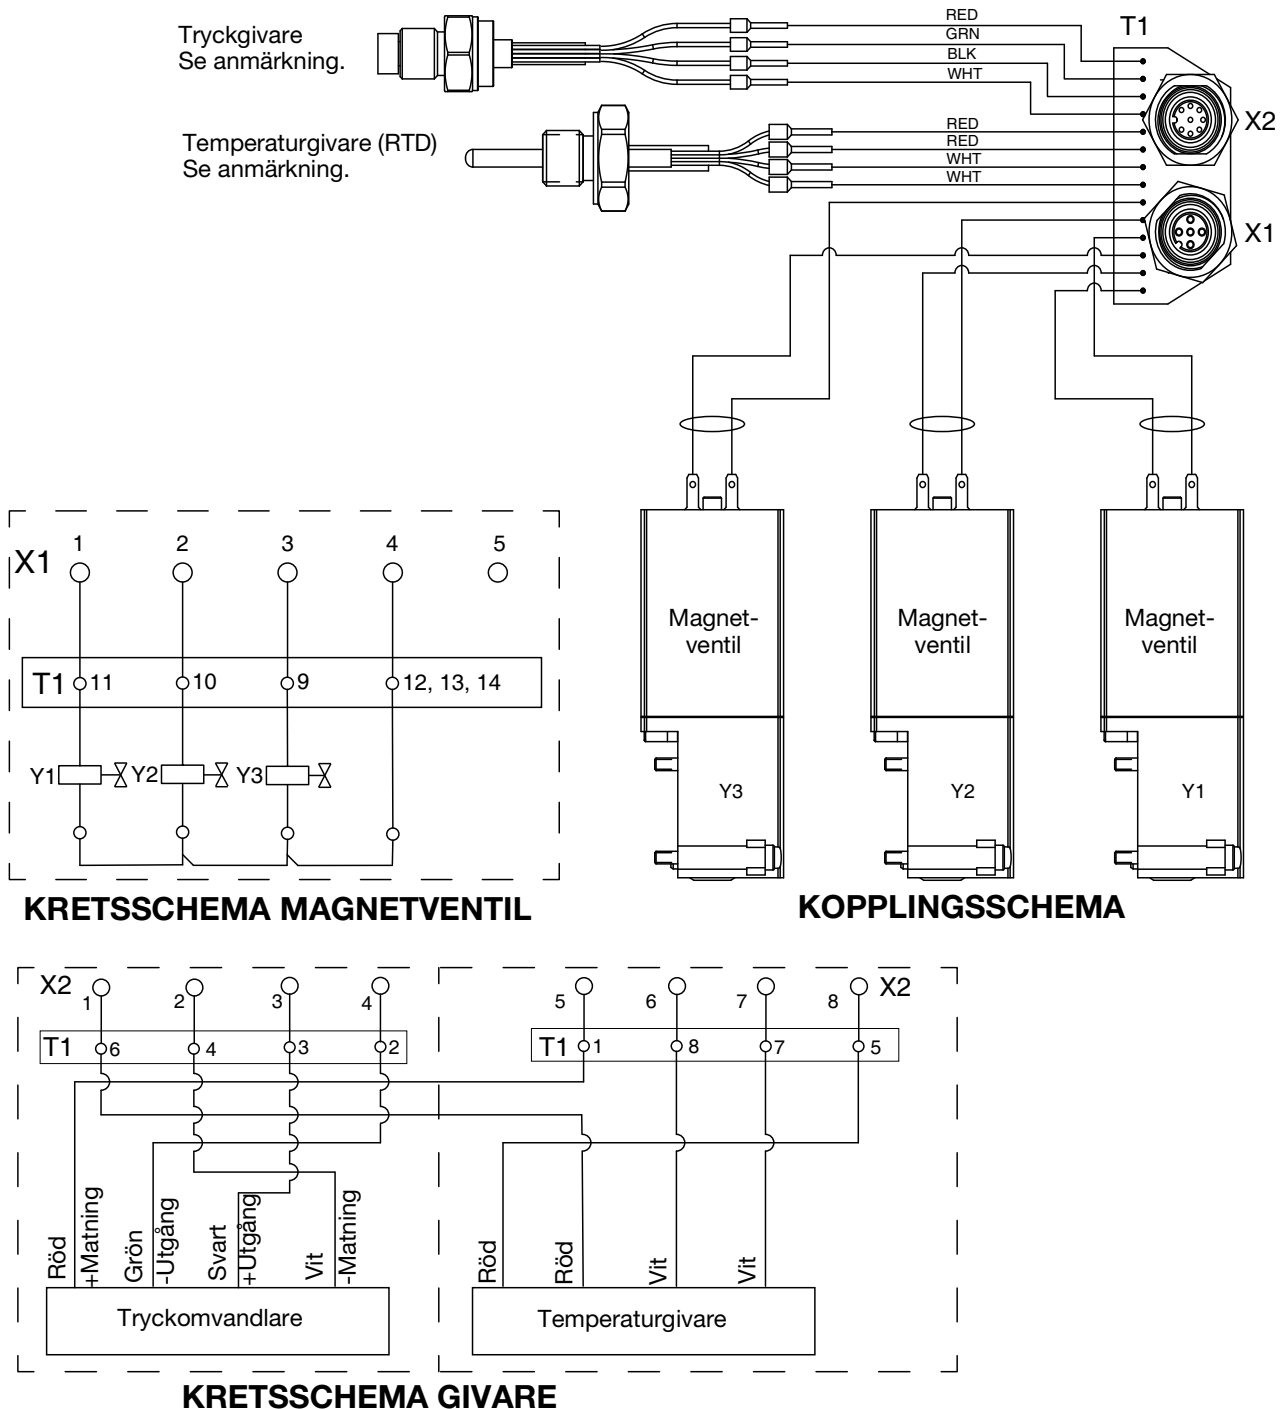 Tryckgivare
Se anmärkning.
RED
GRN
BLK
WHT
T1
X2
Temperaturgivare (RTD)
Se anmärkning.
RED
RED
WHT
WHT
X1
Magnet-
ventil
Y3
Magnet-
ventil
Y2
Magnet-
ventil
Y1
KOPPLINGSSCHEMA
X1 1 2 3 4 5
T1 11 10 9 12, 13, 14
Y1 Y2 Y3
KRETSSCHEMA MAGNETVENTIL
X2 1 2 3 4
T1 6 4 3 2
Röd
+Matning
Grön
-Utgång
Svart
+Utgång
Vit
-Matning
Tryckomvandlare
5 6 7 8 X2
T1 1 8 7 5
Röd
Röd
Vit
Vit
Temperaturgivare
KRETSSCHEMA GIVARE